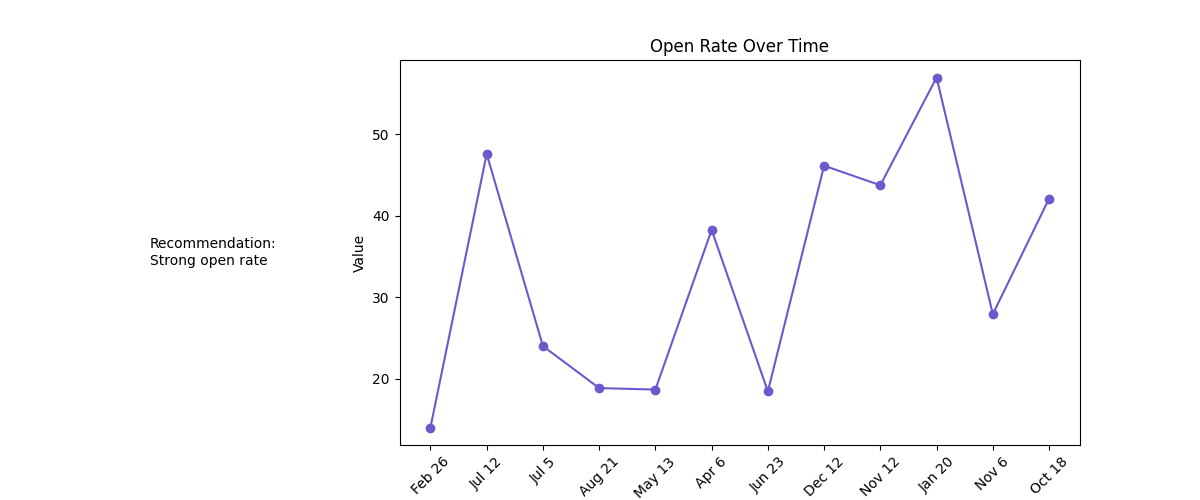 Open Rate Over Time
Recommendation:
Strong open rate
Value
50
40
30
20
Feb 26
Jul 12
Jul 5
Aug 21
May 13
Apr 6
Jun 23
Dec 12
Nov 12
Jan 20
Nov 6
Oct 18